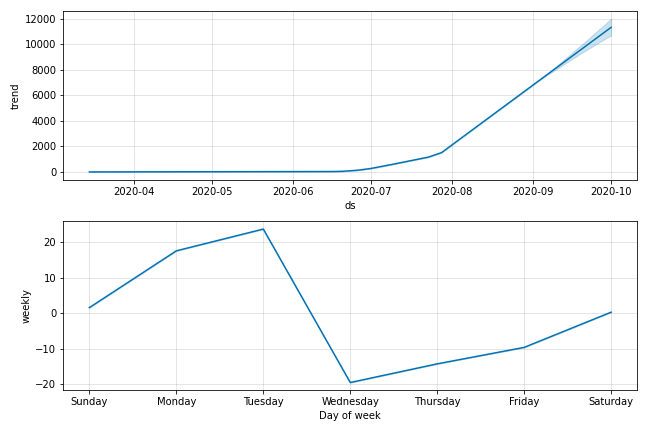 12000
10000
8000
6000
4000
2000
0
trend
2020-04 2020-05 2020-06 2020-07 2020-08 2020-09 2020-10
ds
20
10
0
−10
−20
weekly
Sunday Monday Tuesday Wednesday Thursday Friday Saturday
Day of week